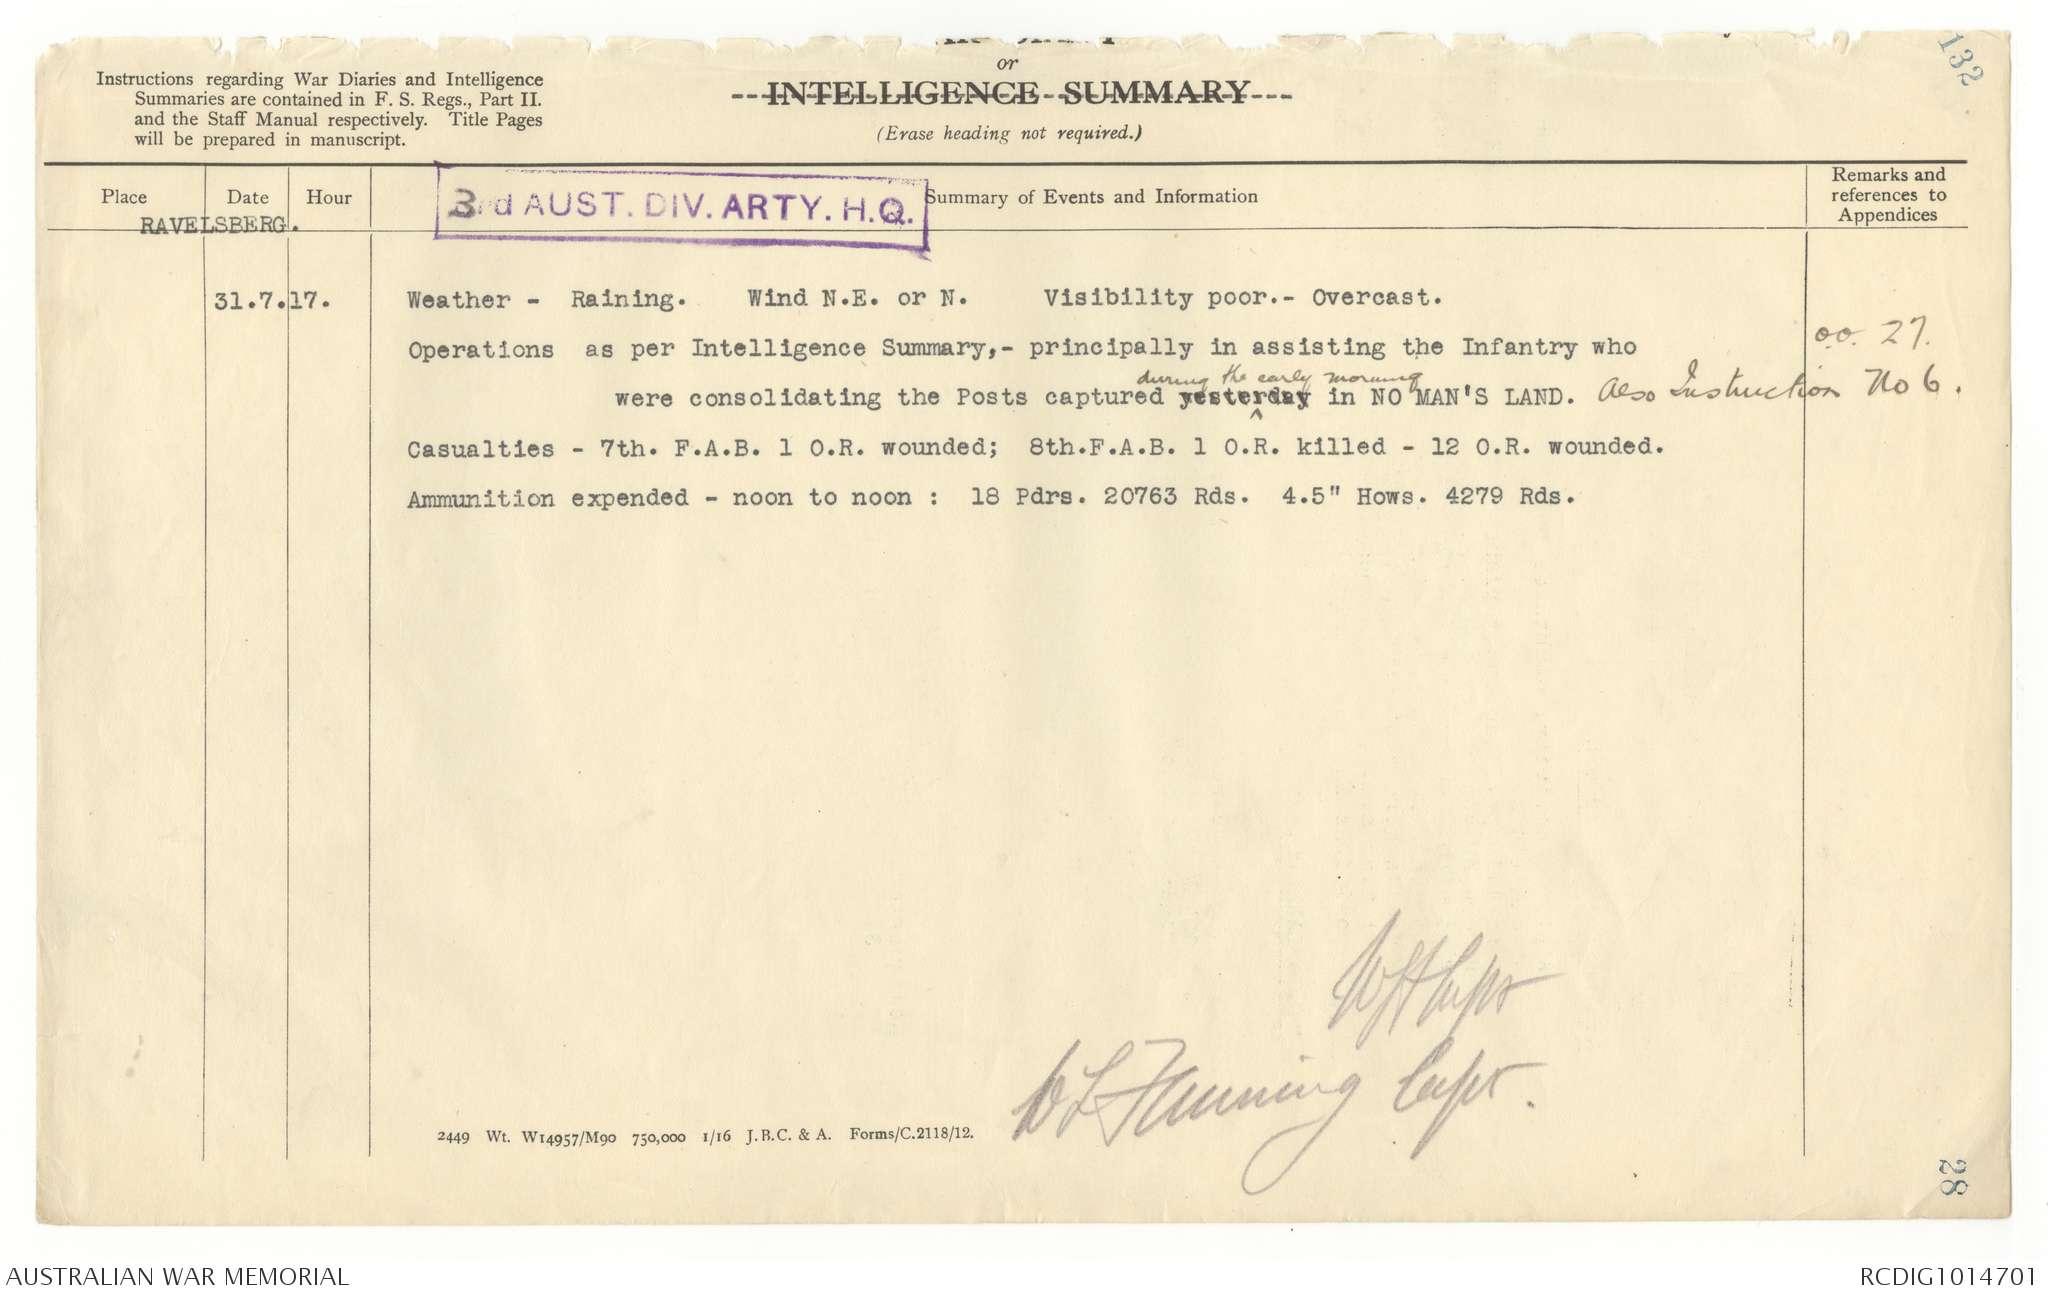 132
or
INTELLIGENCE SUMMARY
(Erase heading not required.)
Instructions regarding War Diaries and Intelligence
Summaries are contained in F. S. Regs., Part II.
and the Staff Manual respectively. Title Pages
will be prepared in manuscript.
Place
Date
Hour
Summary of Events and Information
Remarks and
references to
Appendices
3rd AUST. DIV. ARTY. H.Q.
RAVELSBERG.
31.7.17. Weather - Raining. Wind N.E. or N. Visibility poor.- Overcast.
Operations as per Intelligence Summary,- principally in assisting the Infantry who
o.o. 27.
during the early morning
were consolidating the Posts captured yesterday in NO MAN'S LAND. Also Instruction No 6.
Casualties - 7th. F.A.B. 1 O.R. wounded; 8th.F.A.B. 1 O.R. killed - 12 O.R. wounded.
Ammunition expended - noon to noon : 18 Pdrs. 20763 Rds. 4.5" Hows. 4279 Rds.
Capt
Capt.
2449 Wt. W14957/M90 750,000 1/16 J.B.C. & A. Forms/C.2118/12.
28
AUSTRALIAN WAR MEMORIAL
RCDIG1014701